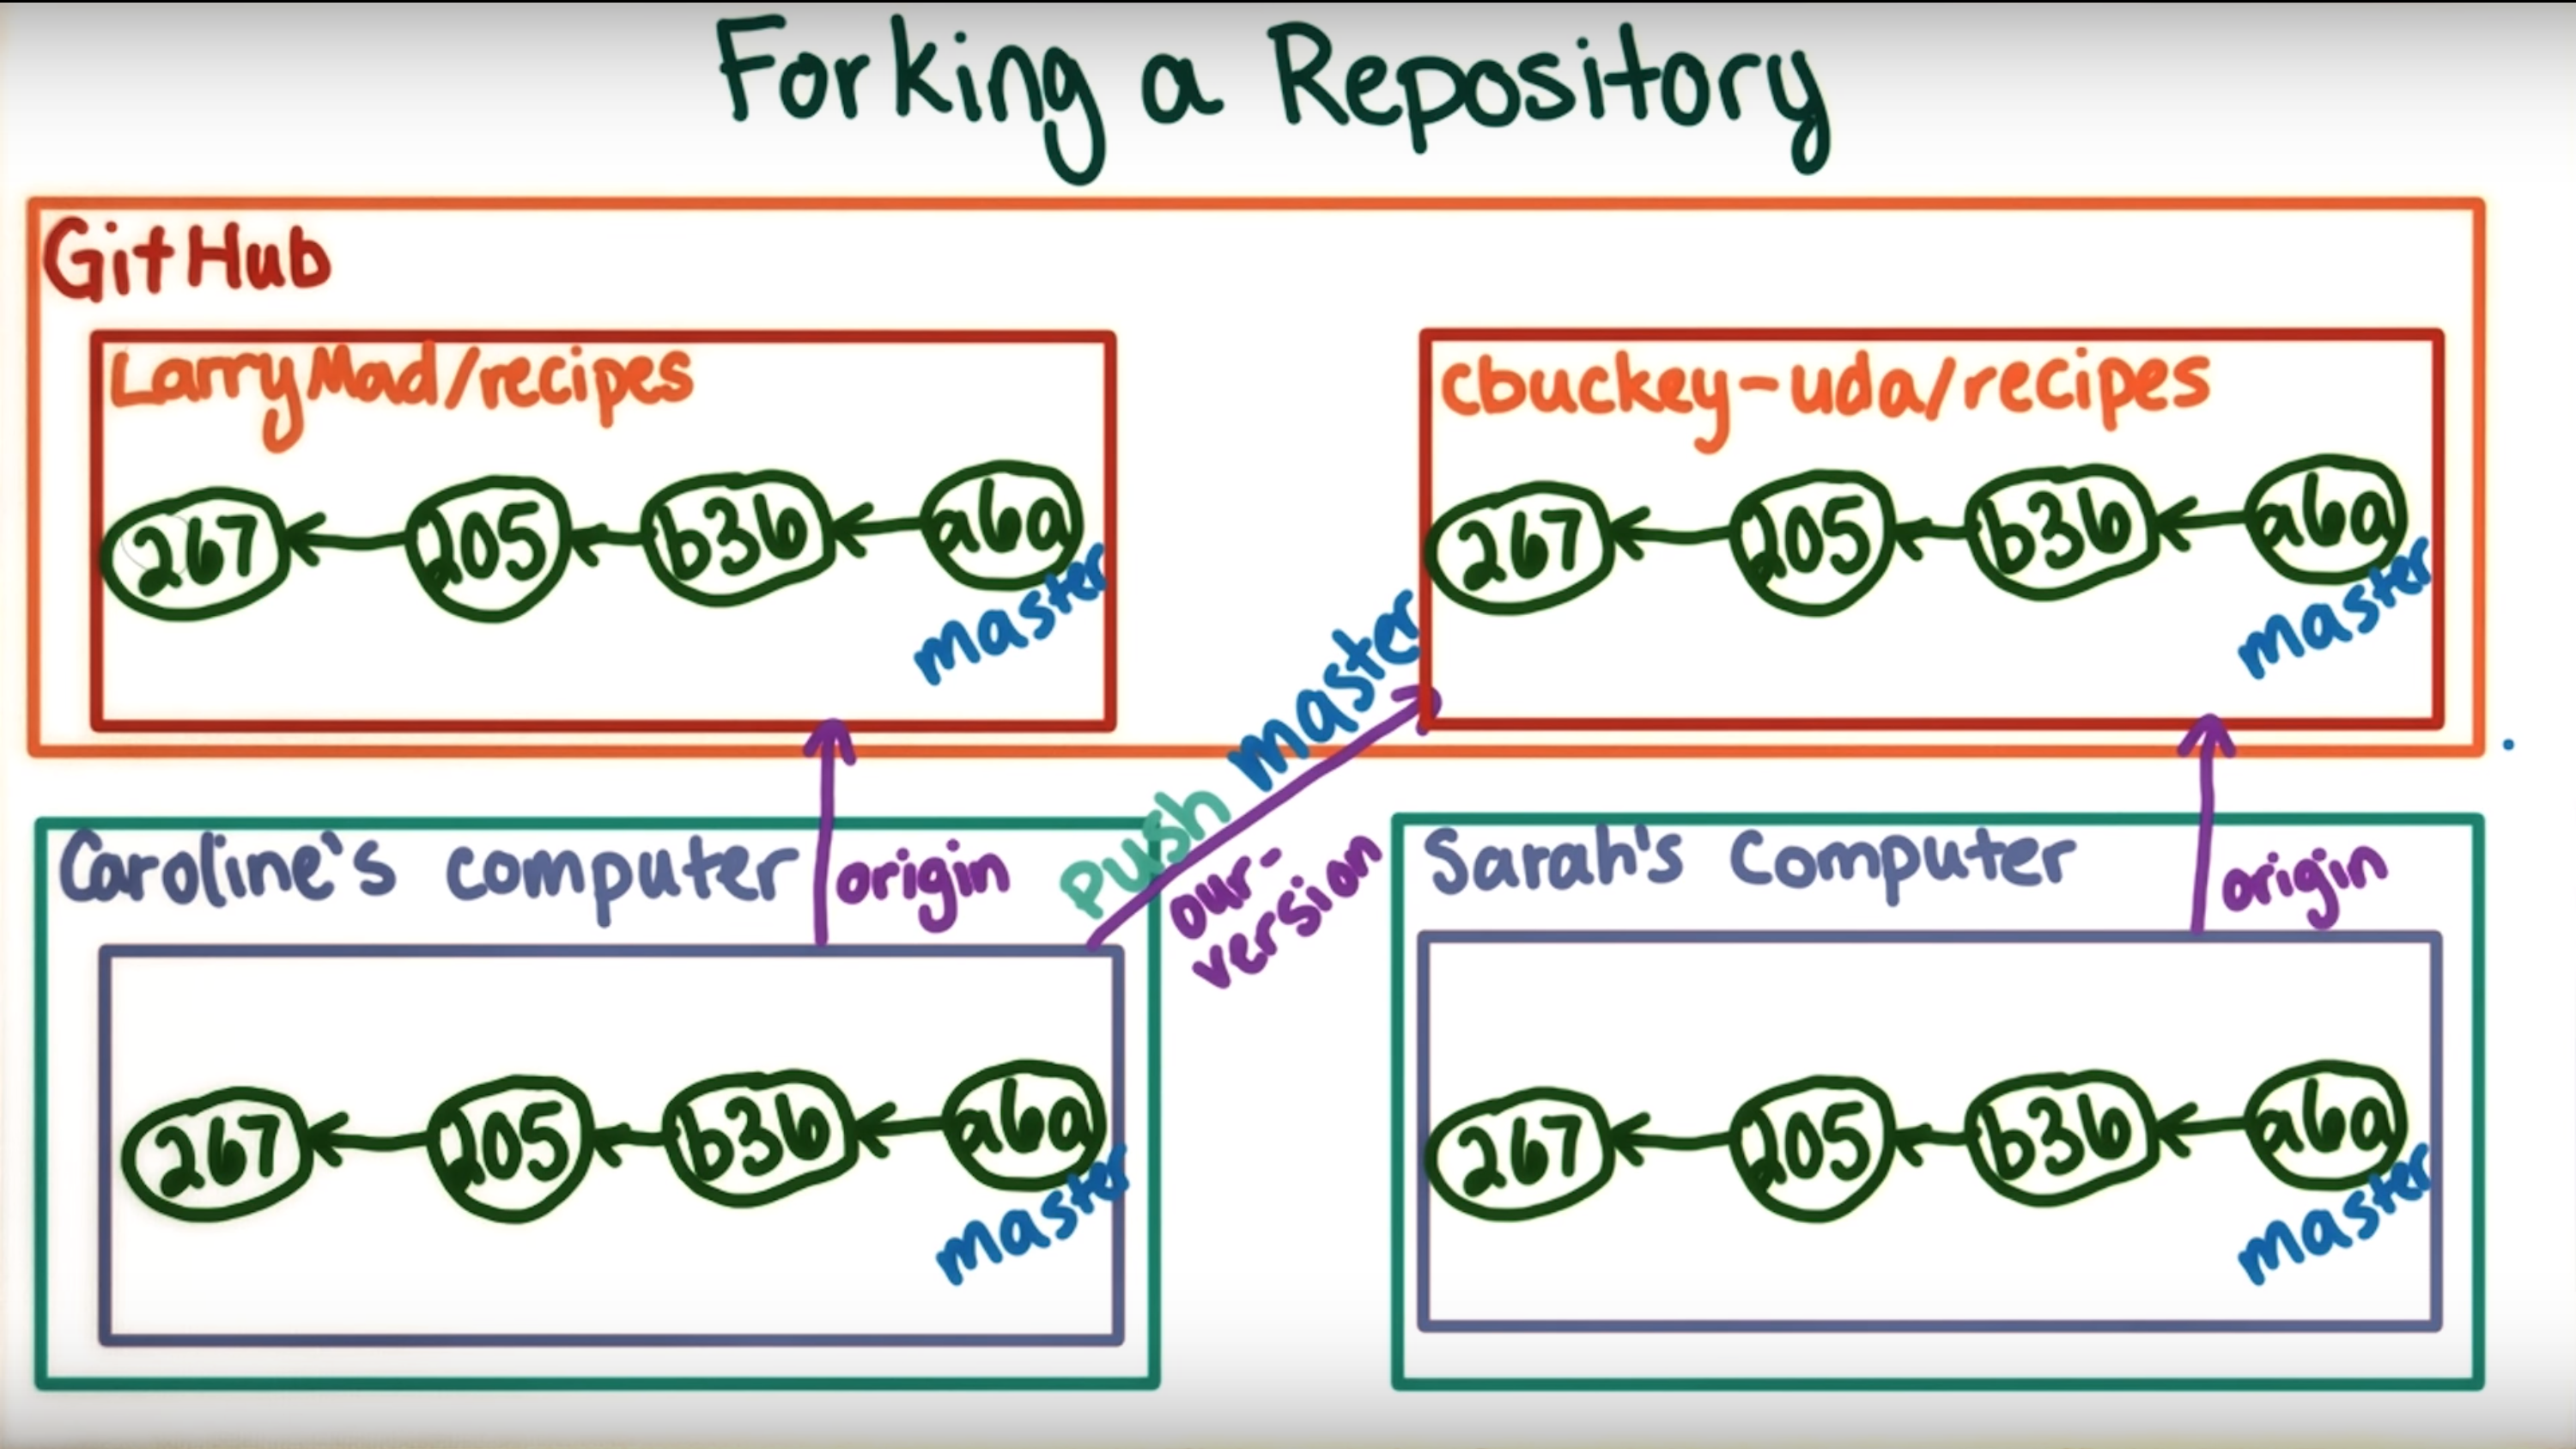 Forking a Repository
GitHub
LarryMad/recipes
cbuckey-uda/recipes
267 205 b36 a6a
master
267 205 b36 a6a
master
push master
our-
version
Caroline's computer
origin
Sarah's Computer
origin
267 205 b36 a6a
master
267 205 b36 a6a
master